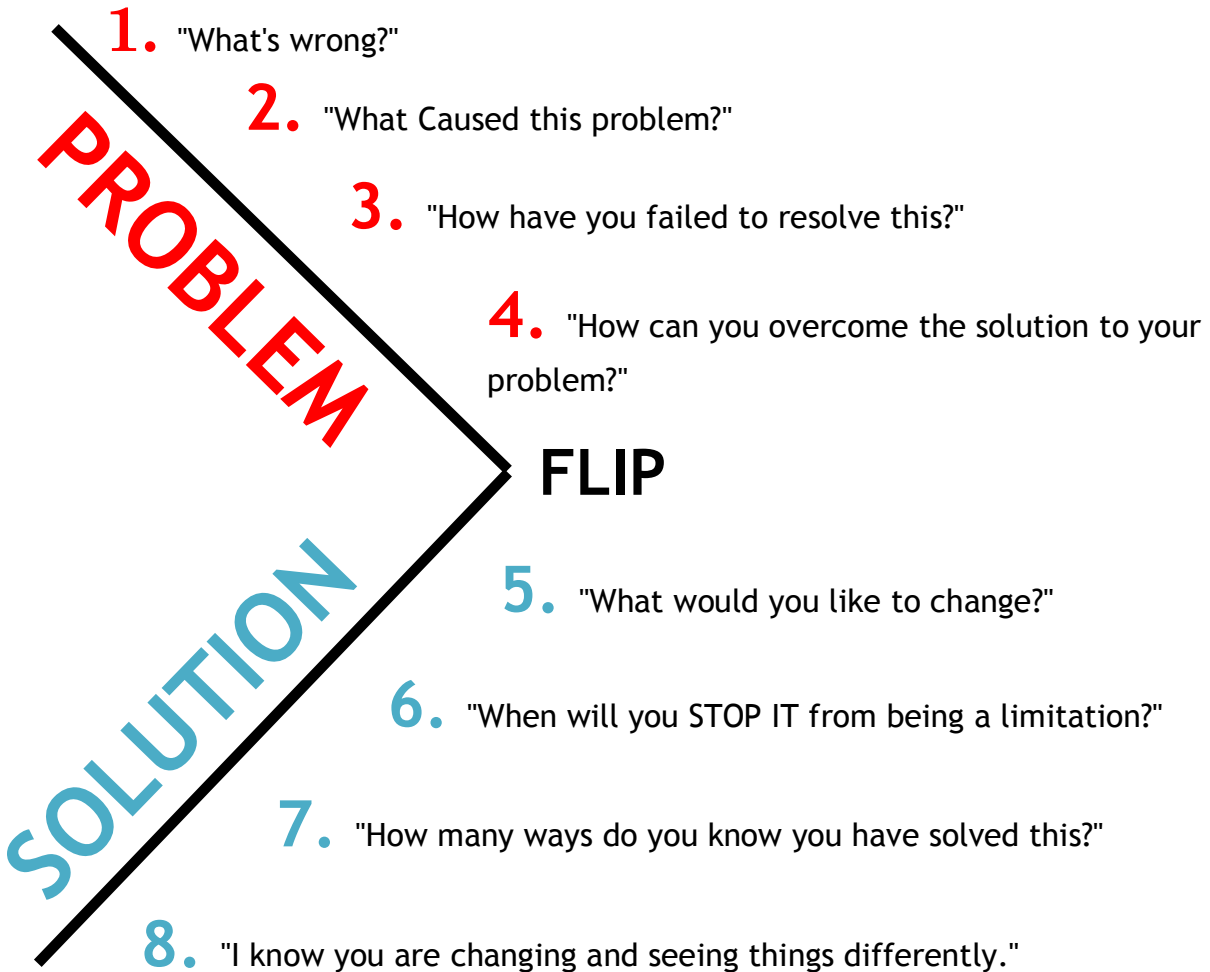 1. "What's wrong?"
2. "What Caused this problem?"
PROBLEM
3. "How have you failed to resolve this?"
4. "How can you overcome the solution to your
problem?"
FLIP
5. "What would you like to change?"
SOLUTION
6. "When will you STOP IT from being a limitation?"
7. "How many ways do you know you have solved this?"
8. "I know you are changing and seeing things differently."